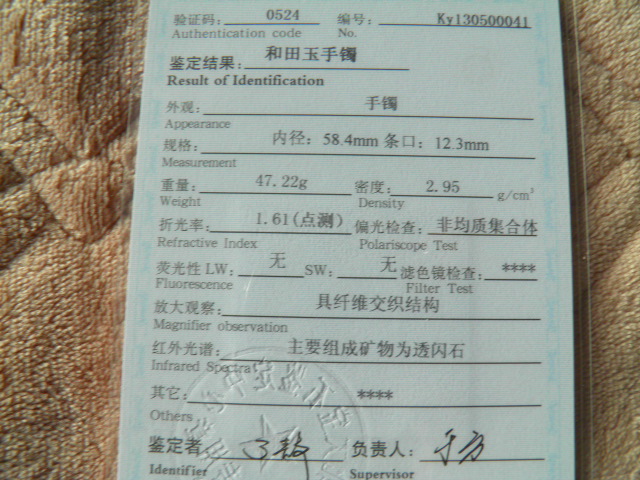 验证码： 0524 编号： Ky130500041
Authentication code No.
鉴定结果： 和田玉手镯
Result of Identification
外观： 手镯
Appearance
规格： 内径：58.4mm 条口：12.3mm
Measurement
重量： 47.22g 密度： 2.95 g/cm³
Weight Density
折光率： 1.61(点测) 偏光检查： 非均质集合体
Refractive Index Polariscope Test
荧光性 LW： 无 SW： 无 滤色镜检查： ****
Fluorescence Filter Test
放大观察： 具纤维交织结构
Magnifier observation
红外光谱： 主要组成矿物为透闪石
Infrared Spectra
其它： ****
Others
鉴定者 负责人：
Identifier Supervisor